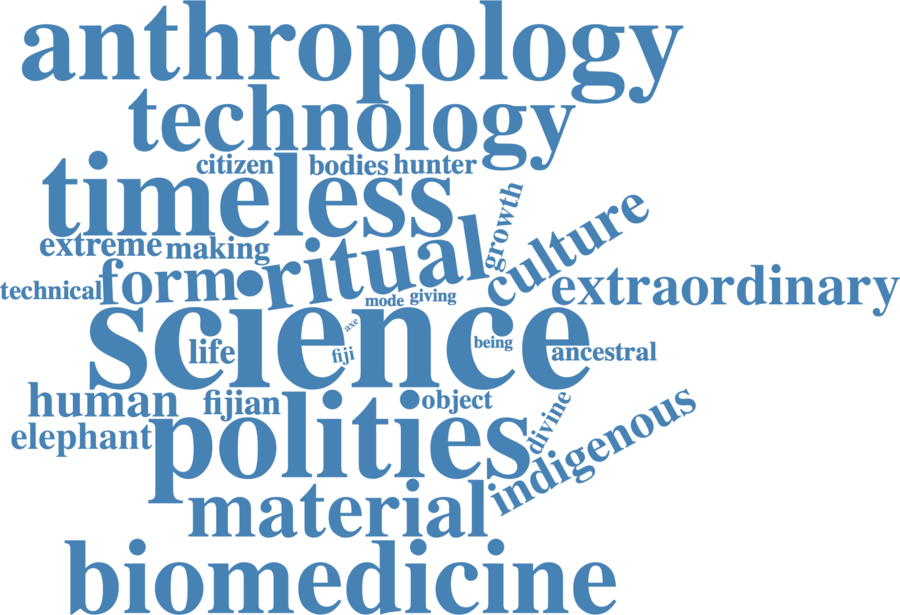 anthropology
technology
citizen bodies hunter
timeless
growth
culture
extreme making
ritual
form
extraordinary
technical
mode giving
science
axe
life
fiji
being
ancestral
human
fijian
object
divine
elephant
polities
indigenous
material
biomedicine